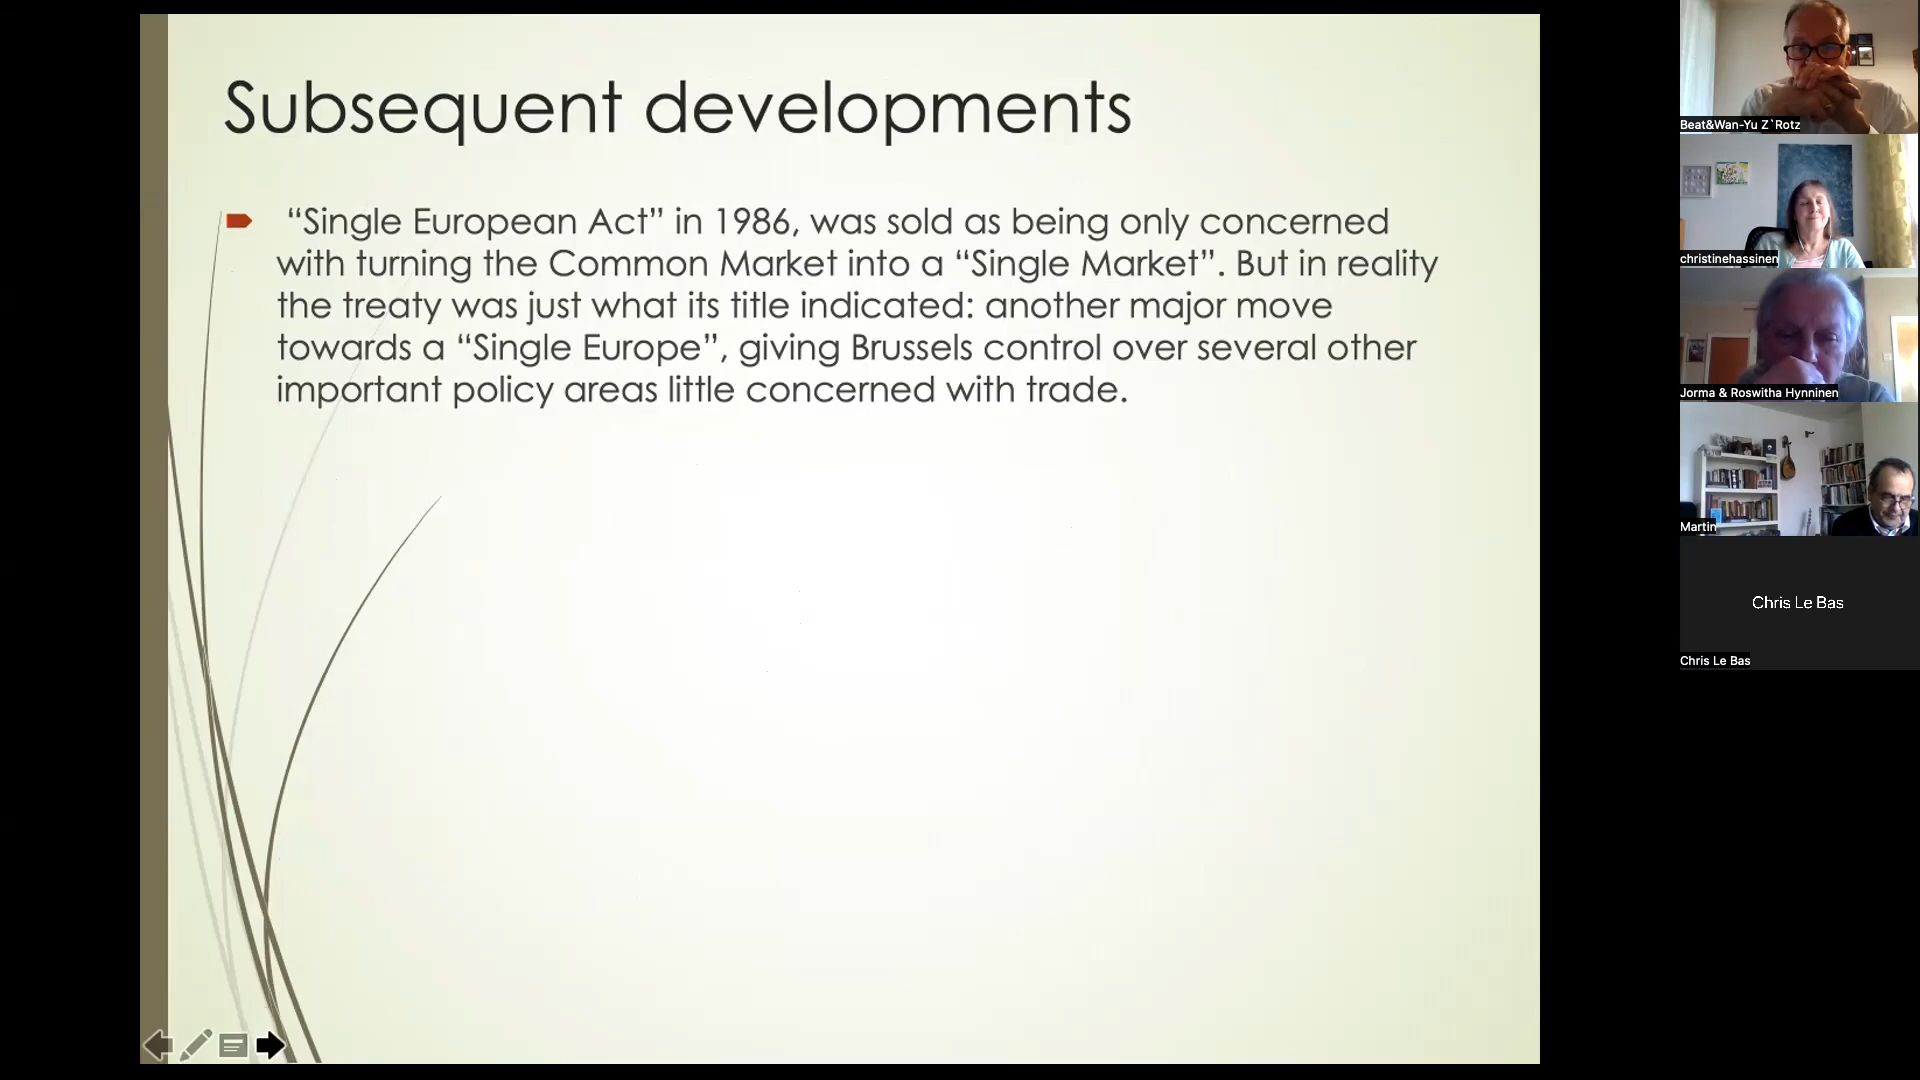 Subsequent developments
“Single European Act” in 1986, was sold as being only concerned
with turning the Common Market into a “Single Market”. But in reality
the treaty was just what its title indicated: another major move
towards a “Single Europe”, giving Brussels control over several other
important policy areas little concerned with trade.
Beat&Wan-Yu Z`Rotz
christinehassinen
Jorma & Roswitha Hynninen
Martin
Chris Le Bas
Chris Le Bas